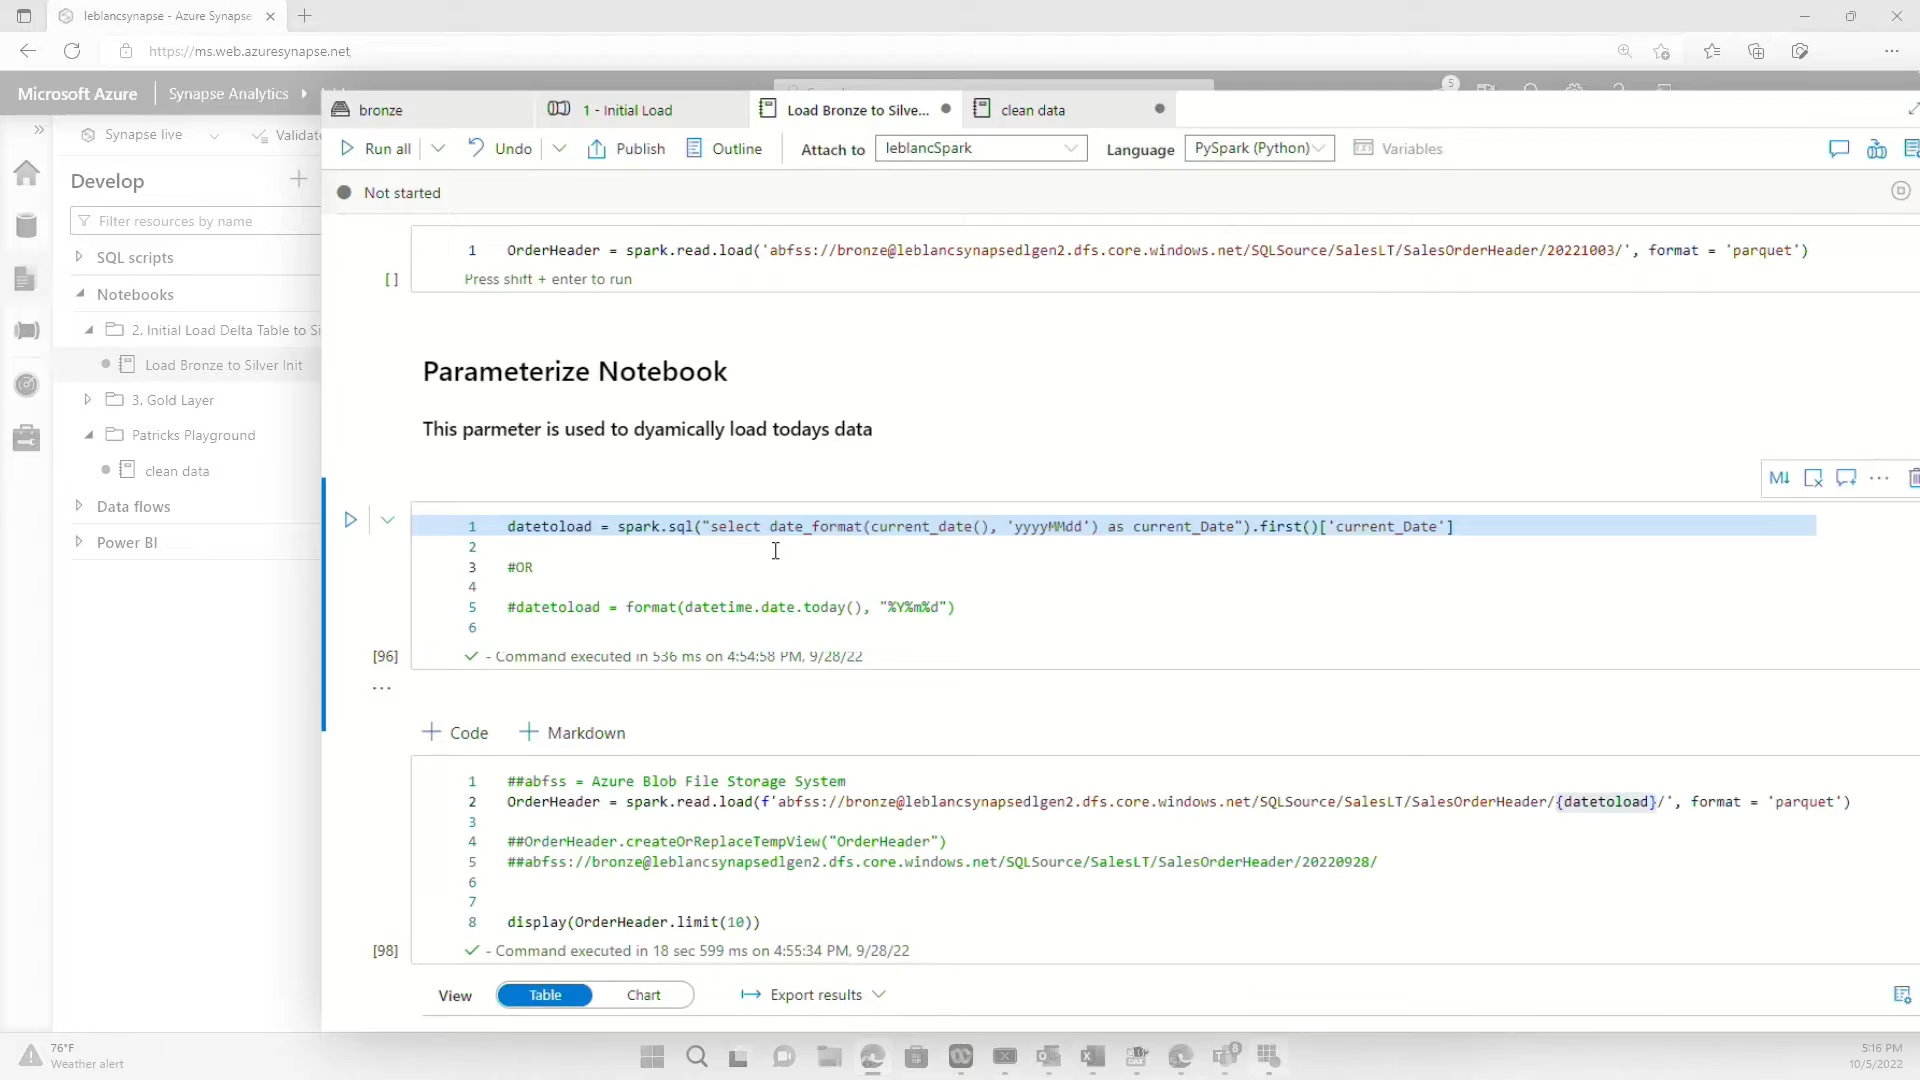 leblancsynapse - Azure Synapse
https://ms.web.azuresynapse.net
Microsoft Azure
Synapse Analytics
5
bronze
1 - Initial Load
Load Bronze to Silve...
clean data
Synapse live
Validate
Run all
Undo
Publish
Outline
Attach to
leblancSpark
Language
PySpark (Python)
Variables
Develop
Not started
Filter resources by name
SQL scripts
Notebooks
2. Initial Load Delta Table to Si
Load Bronze to Silver Init
3. Gold Layer
Patricks Playground
clean data
Data flows
Power BI
1 OrderHeader = spark.read.load('abfss://bronze@leblancsynapsedlgen2.dfs.core.windows.net/SQLSource/SalesLT/SalesOrderHeader/20221003/', format = 'parquet')
[ ] Press shift + enter to run
Parameterize Notebook
This parmeter is used to dyamically load todays data
M↓
1 datetoload = spark.sql("select date_format(current_date(), 'yyyyMMdd') as current_Date").first()['current_Date']
2
3 #OR
4
5 #datetoload = format(datetime.date.today(), "%Y%m%d")
6
[96] - Command executed in 536 ms on 4:54:58 PM, 9/28/22
...
+ Code + Markdown
1 ##abfss = Azure Blob File Storage System
2 OrderHeader = spark.read.load(f'abfss://bronze@leblancsynapsedlgen2.dfs.core.windows.net/SQLSource/SalesLT/SalesOrderHeader/{datetoload}/', format = 'parquet')
3
4 ##OrderHeader.createOrReplaceTempView("OrderHeader")
5 ##abfss://bronze@leblancsynapsedlgen2.dfs.core.windows.net/SQLSource/SalesLT/SalesOrderHeader/20220928/
6
7
8 display(OrderHeader.limit(10))
[98] - Command executed in 18 sec 599 ms on 4:55:34 PM, 9/28/22
View Table Chart Export results
76°F
Weather alert
8
5:16 PM
10/5/2022